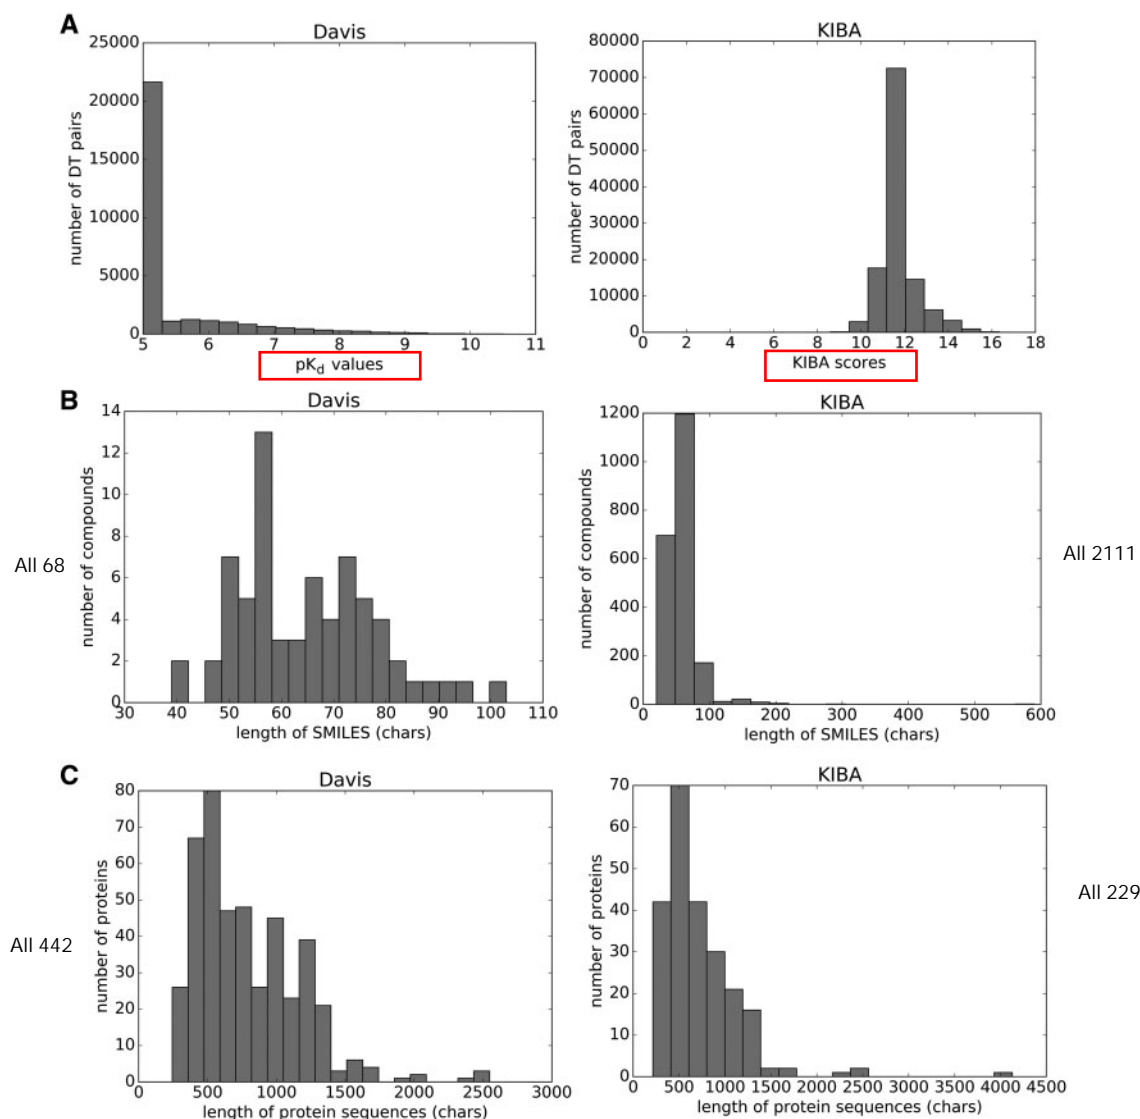 A
Davis
25000
20000
15000
10000
5000
0
number of DT pairs
5 6 7 8 9 10 11
pKd values
KIBA
80000
70000
60000
50000
40000
30000
20000
10000
0
number of DT pairs
0 2 4 6 8 10 12 14 16 18
KIBA scores
B
Davis
14
12
10
8
6
4
2
0
number of compounds
30 40 50 60 70 80 90 100 110
length of SMILES (chars)
All 68
KIBA
1200
1000
800
600
400
200
0
number of compounds
0 100 200 300 400 500 600
length of SMILES (chars)
All 2111
C
Davis
80
70
60
50
40
30
20
10
0
number of proteins
0 500 1000 1500 2000 2500 3000
length of protein sequences (chars)
All 442
KIBA
70
60
50
40
30
20
10
0
number of proteins
0 500 1000 1500 2000 2500 3000 3500 4000 4500
length of protein sequences (chars)
All 229